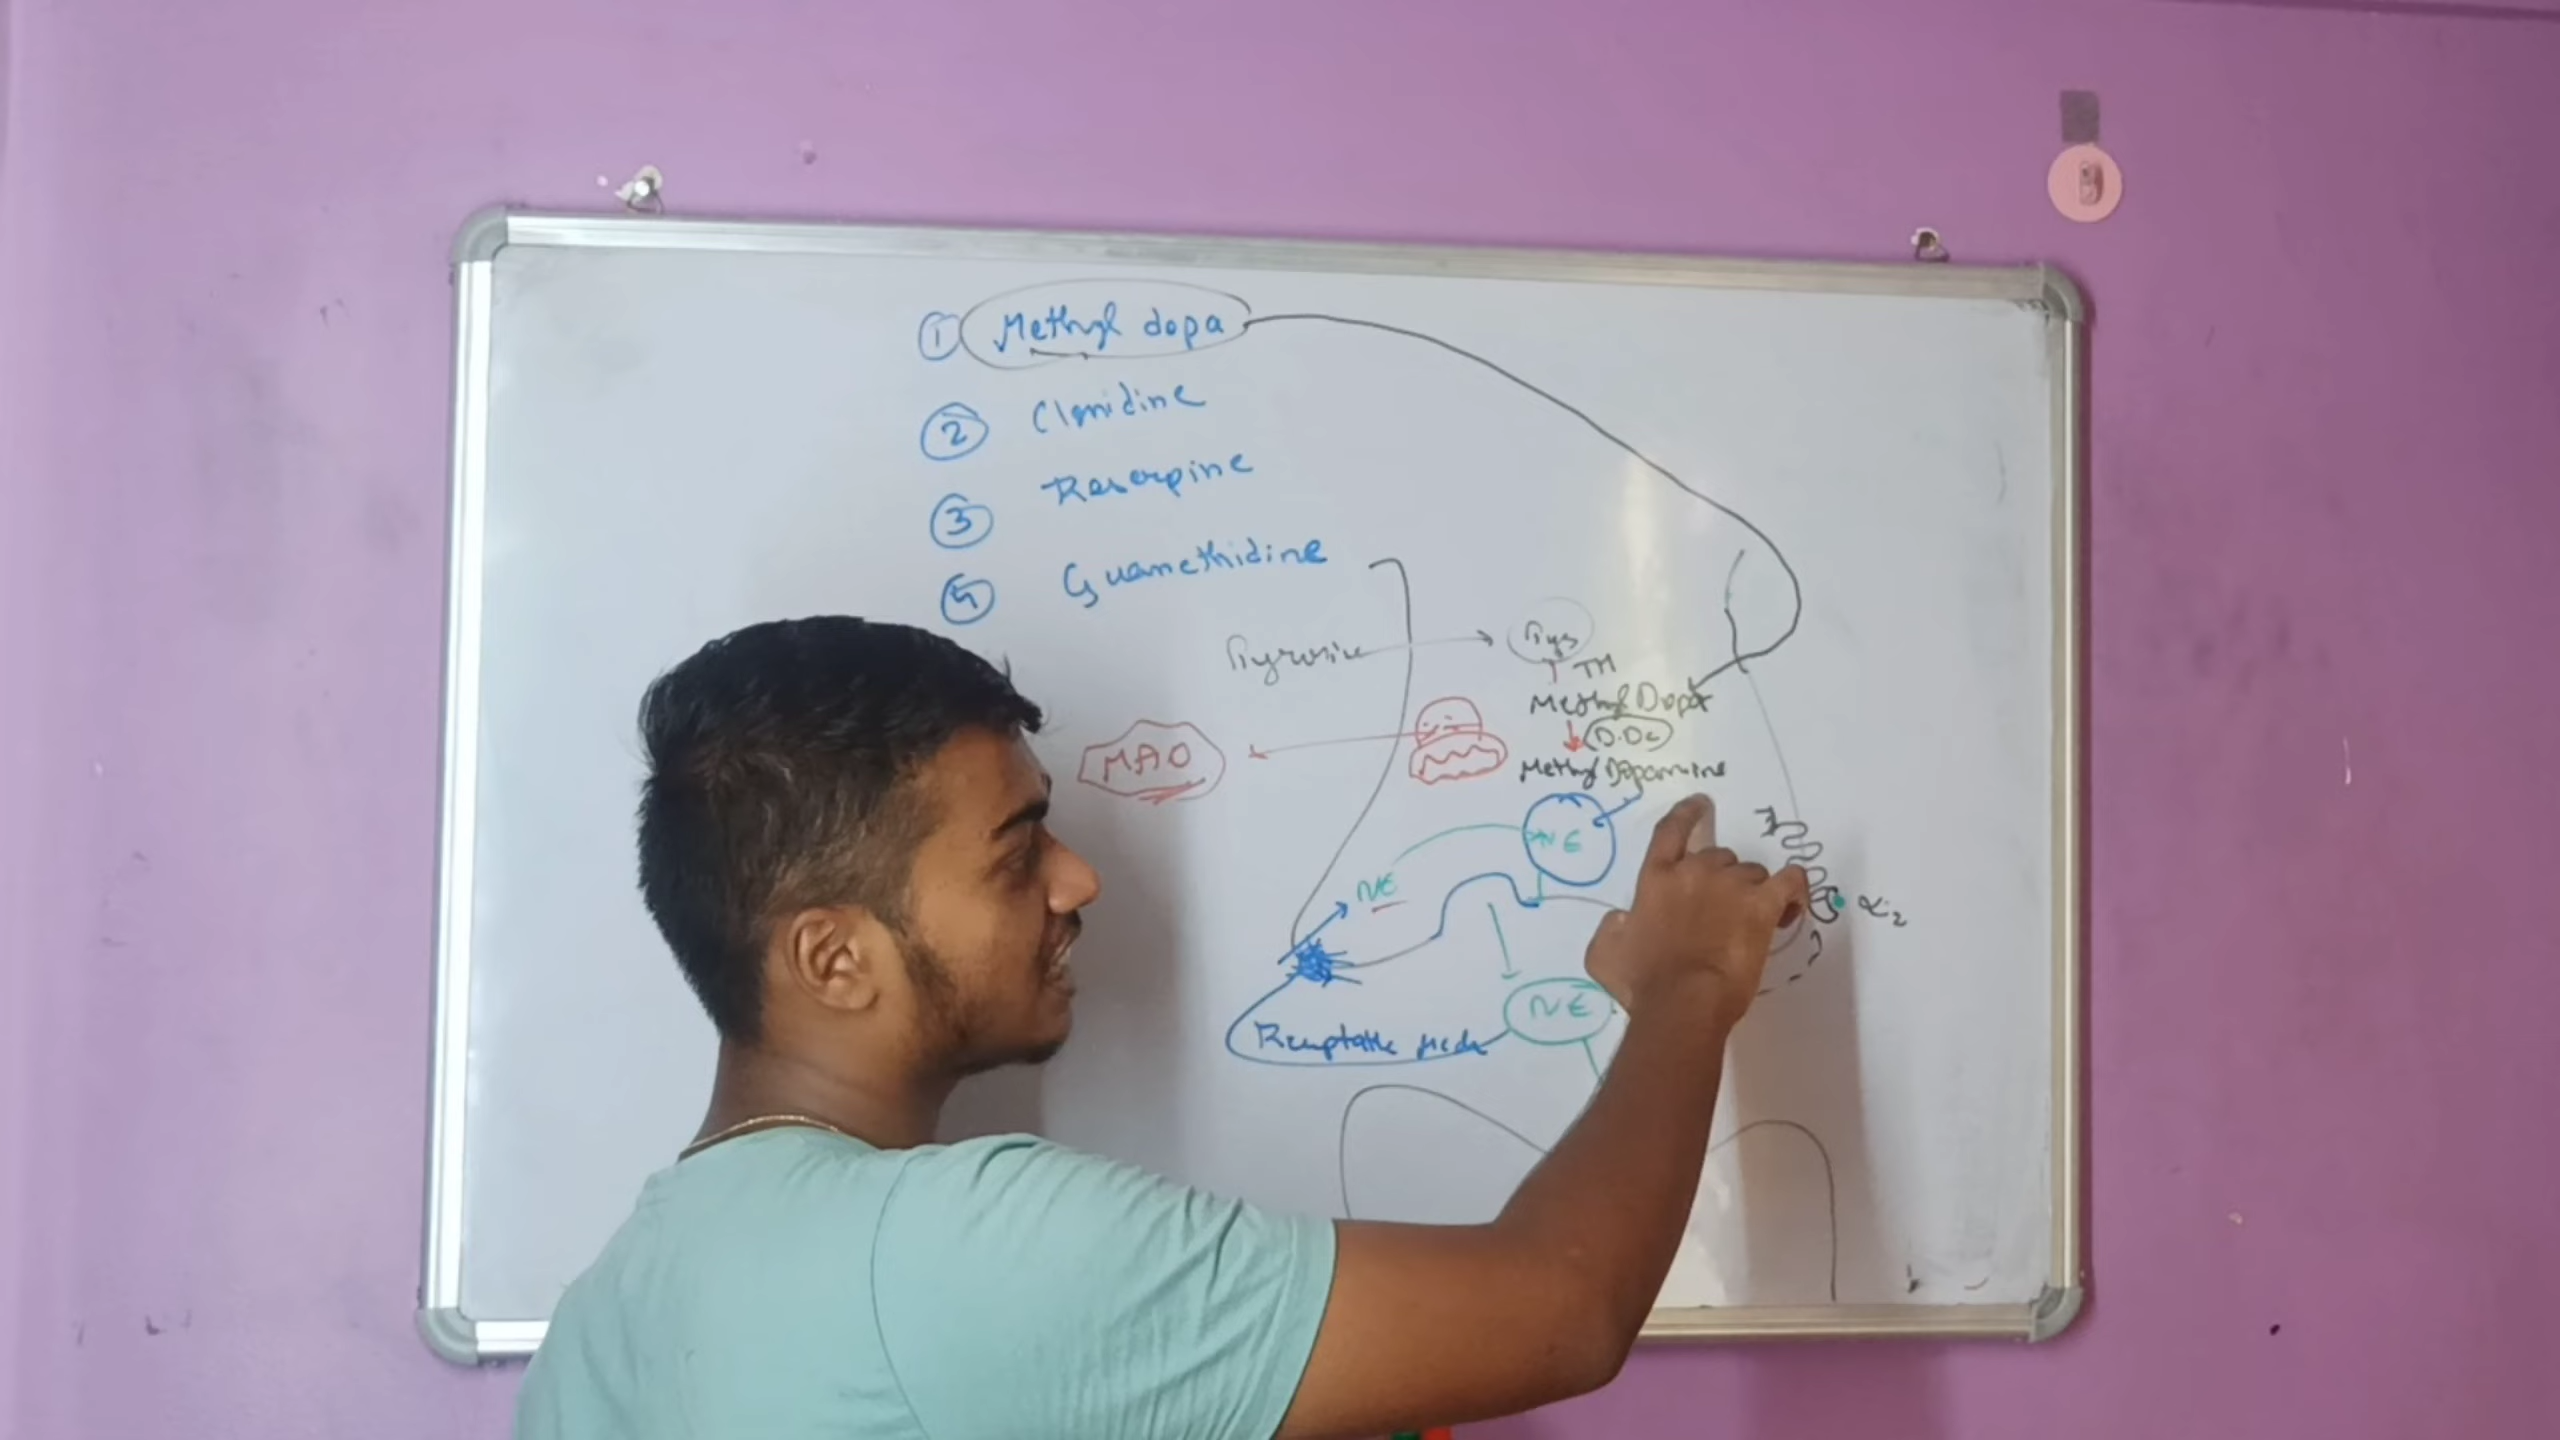 ① Methyl dopa
② Clonidine
③ Reserpine
④ Guanethidine
Tyrosine
Tyr
TH
Methyl Dopa
D.Dc
MAO
Methyl Dopamine
NE
NE
α2
NE